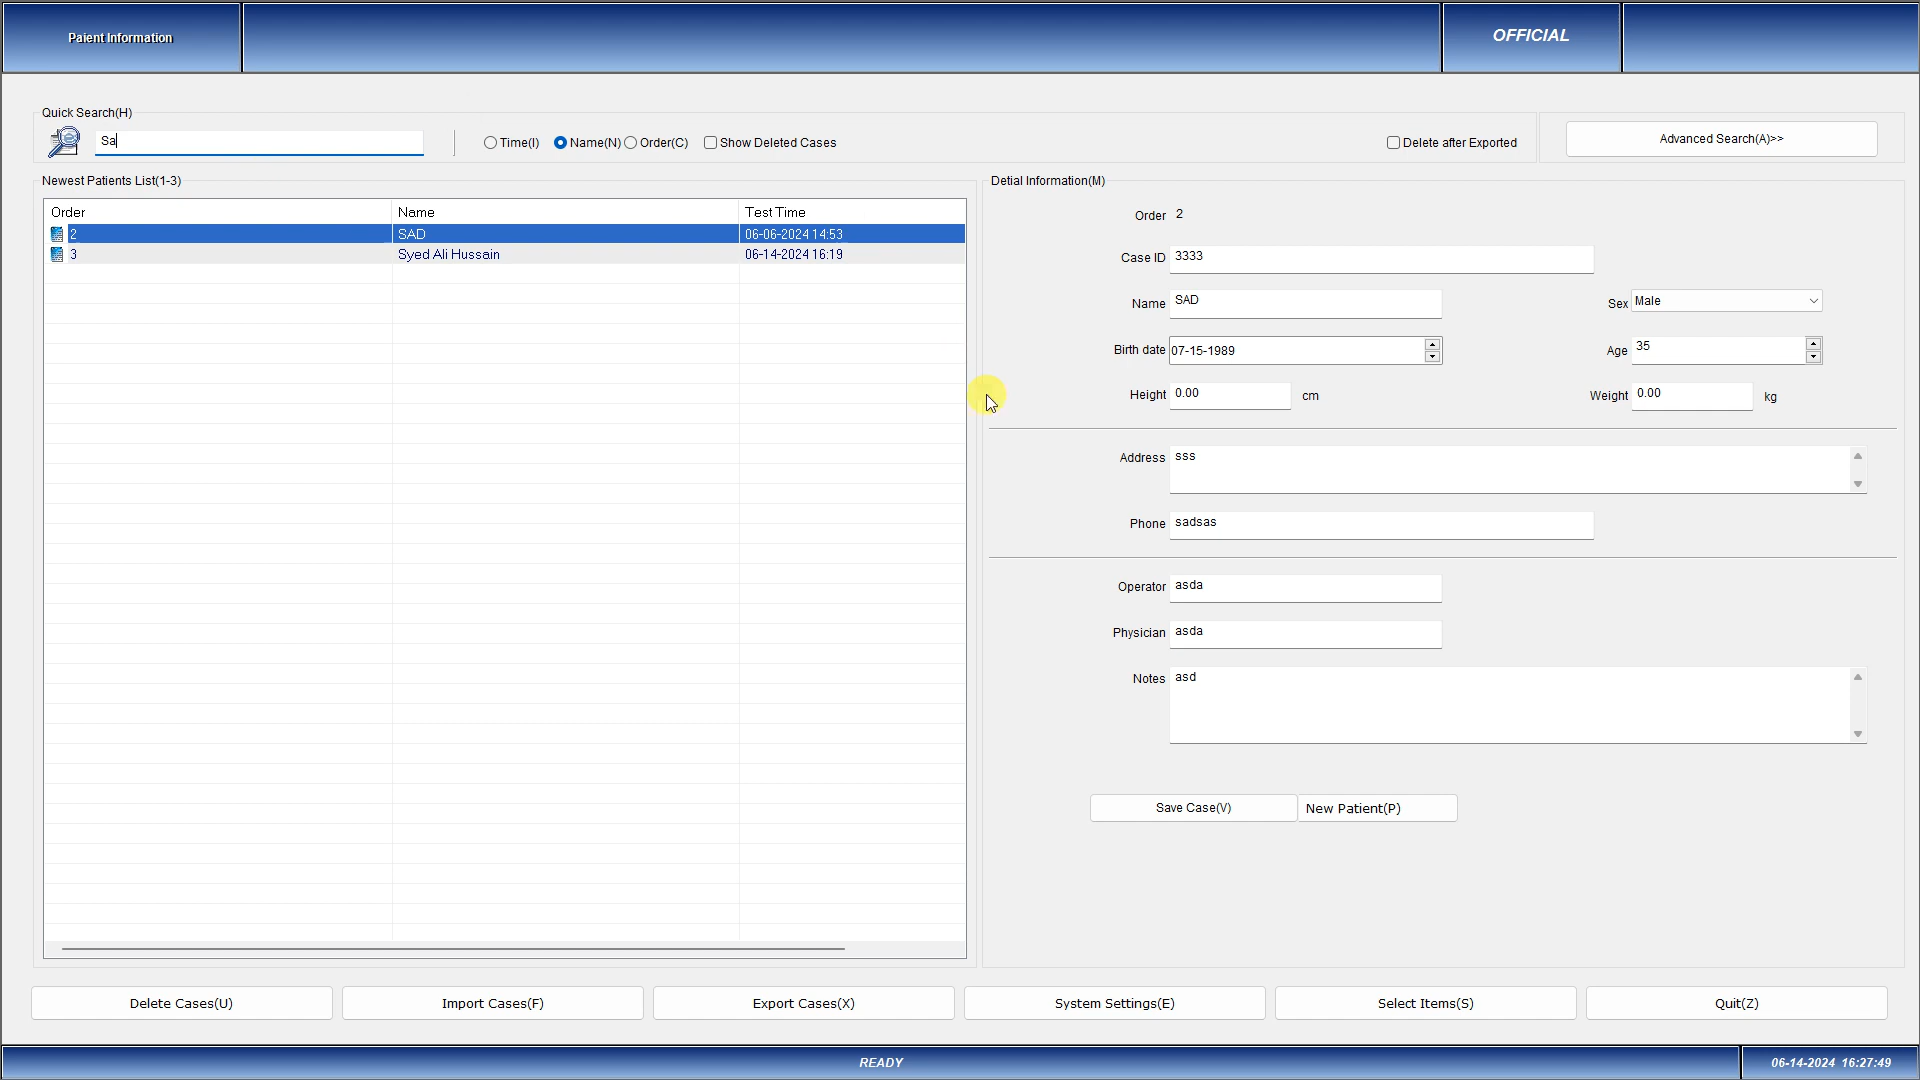 Paient Information
OFFICIAL
Quick Search(H)
Sa
Time(I)
Name(N)
Order(C)
Show Deleted Cases
Delete after Exported
Advanced Search(A)>>
Newest Patients List(1-3)
Order Name Test Time
2 SAD 06-06-2024 14:53
3 Syed Ali Hussain 06-14-2024 16:19
Detial Information(M)
Order 2
Case ID 3333
Name SAD
Sex Male
Birth date 07-15-1989
Age 35
Height 0.00 cm
Weight 0.00 kg
Address sss
Phone sadsas
Operator asda
Physician asda
Notes asd
Save Case(V)
New Patient(P)
Delete Cases(U)
Import Cases(F)
Export Cases(X)
System Settings(E)
Select Items(S)
Quit(Z)
READY
06-14-2024 16:27:49